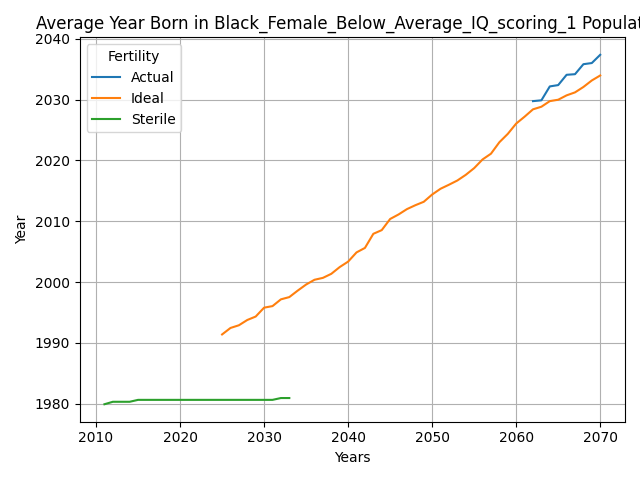 Average Year Born in Black_Female_Below_Average_IQ_scoring_1 Populat
2040
2030
2020
2010
2000
1990
1980
Year
Fertility
Actual
Ideal
Sterile
2010 2020 2030 2040 2050 2060 2070
Years